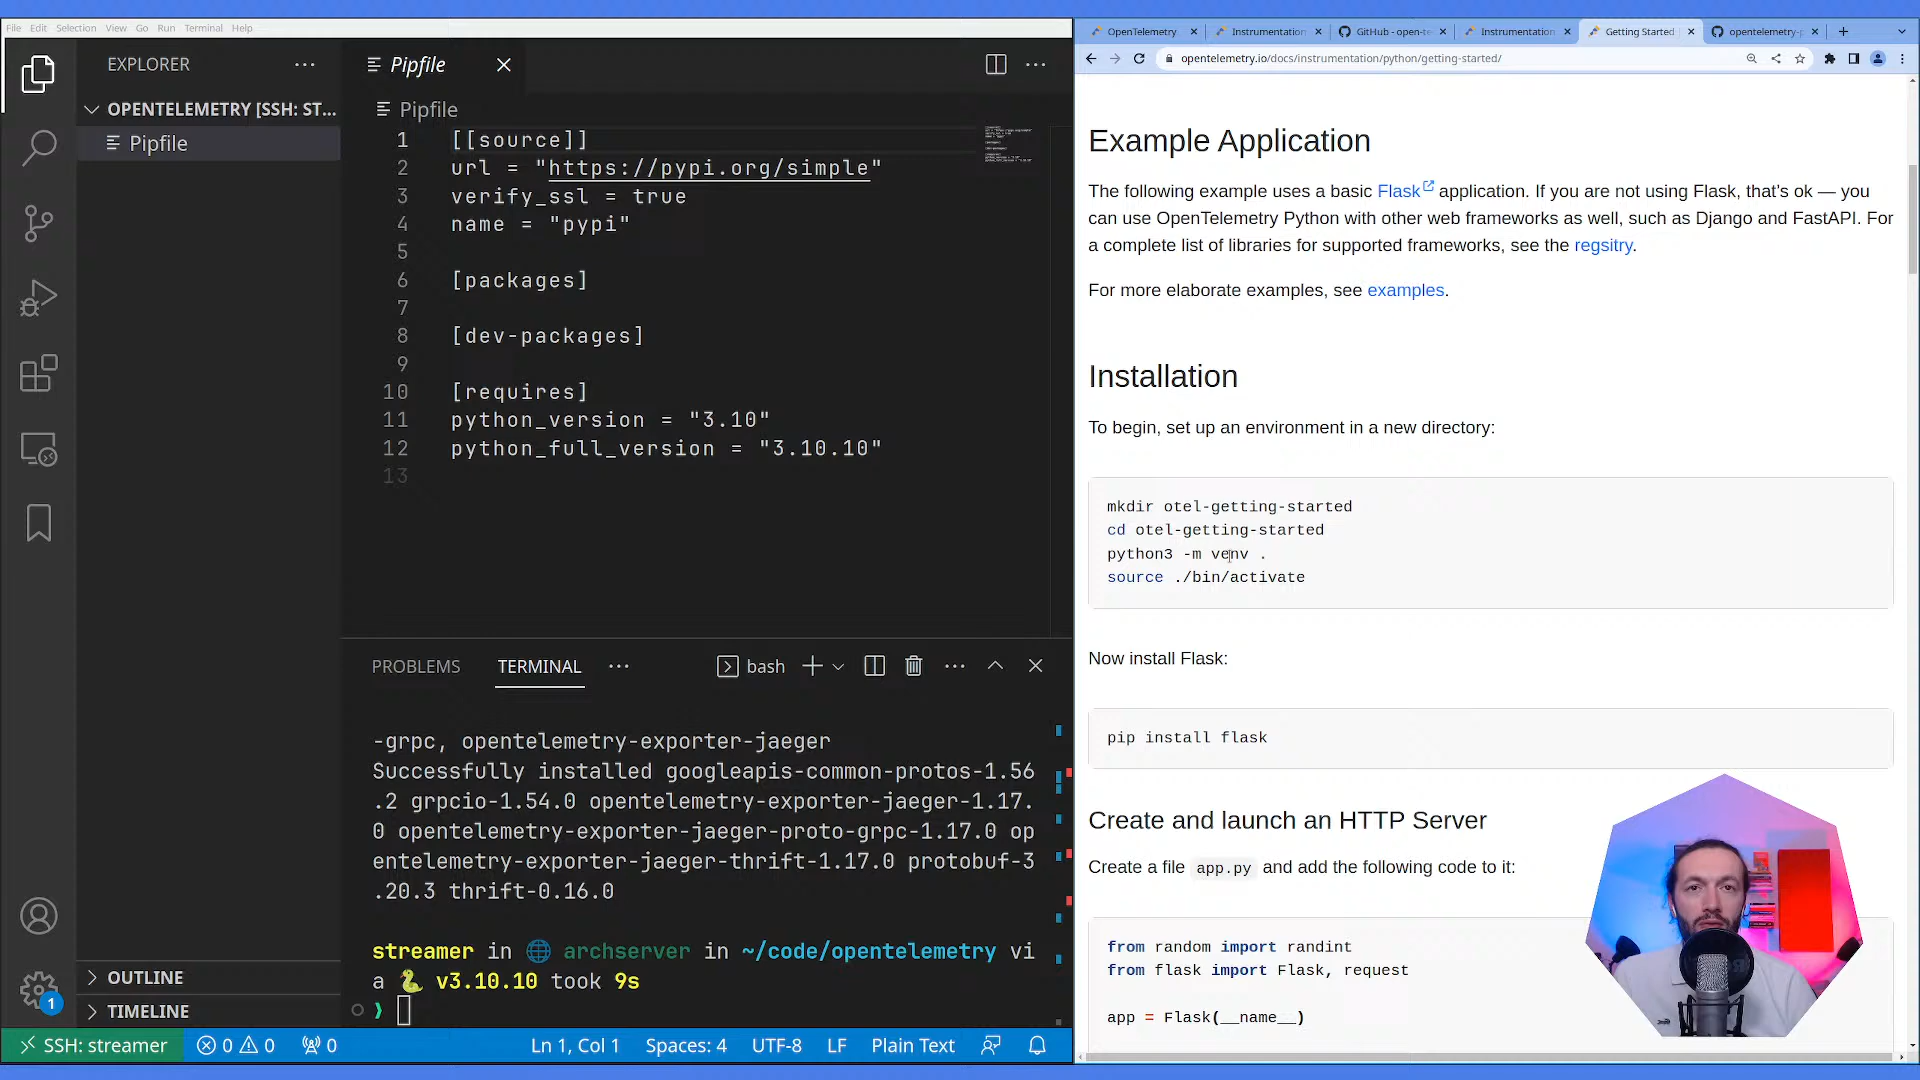 File Edit Selection View Go Run Terminal Help
EXPLORER
OPENTELEMETRY [SSH: ST...
Pipfile
OUTLINE
TIMELINE
Pipfile
Pipfile
1 [[source]]
2 url = "https://pypi.org/simple"
3 verify_ssl = true
4 name = "pypi"
5
6 [packages]
7
8 [dev-packages]
9
10 [requires]
11 python_version = "3.10"
12 python_full_version = "3.10.10"
13
PROBLEMS TERMINAL bash
-grpc, opentelemetry-exporter-jaeger
Successfully installed googleapis-common-protos-1.56
.2 grpcio-1.54.0 opentelemetry-exporter-jaeger-1.17.
0 opentelemetry-exporter-jaeger-proto-grpc-1.17.0 op
entelemetry-exporter-jaeger-thrift-1.17.0 protobuf-3
.20.3 thrift-0.16.0
streamer in archserver in ~/code/opentelemetry vi
a v3.10.10 took 9s
❯
1
SSH: streamer 0 0 0 Ln 1, Col 1 Spaces: 4 UTF-8 LF Plain Text
OpenTelemetry Instrumentation GitHub - open-te Instrumentation Getting Started opentelemetry-p
opentelemetry.io/docs/instrumentation/python/getting-started/
Example Application
The following example uses a basic Flask application. If you are not using Flask, that's ok — you
can use OpenTelemetry Python with other web frameworks as well, such as Django and FastAPI. For
a complete list of libraries for supported frameworks, see the regsitry.
For more elaborate examples, see examples.
Installation
To begin, set up an environment in a new directory:
mkdir otel-getting-started
cd otel-getting-started
python3 -m venv .
source ./bin/activate
Now install Flask:
pip install flask
Create and launch an HTTP Server
Create a file app.py and add the following code to it:
from random import randint
from flask import Flask, request
app = Flask(__name__)